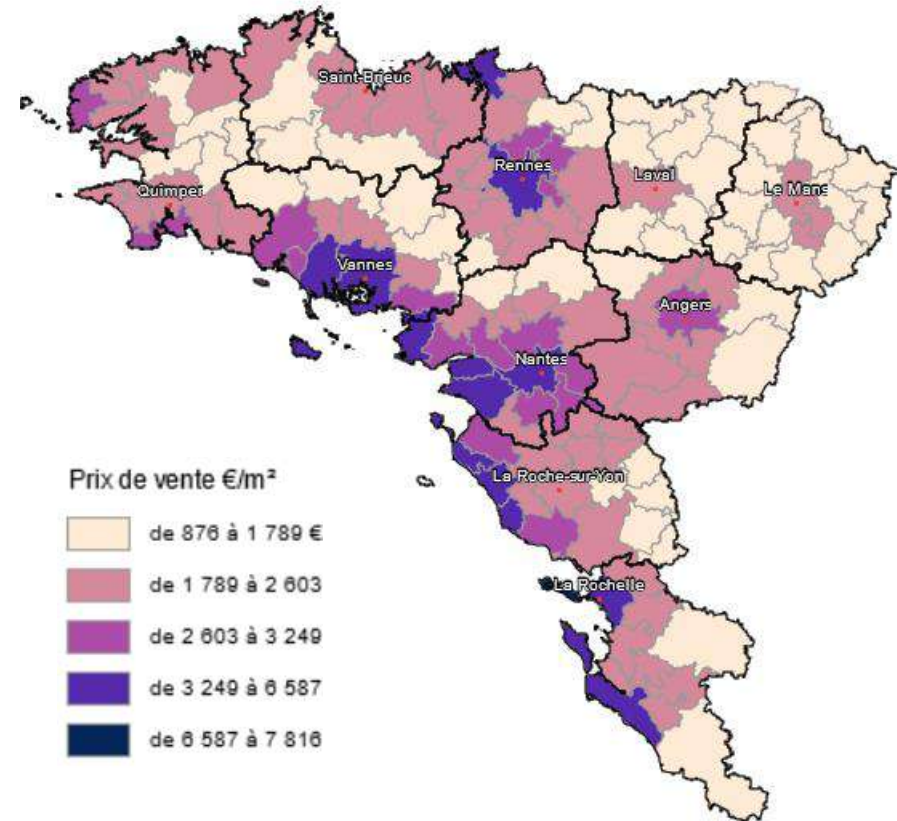 Saint-Brieuc
Rennes
Laval
Le Mans
Quimper
Vannes
Angers
Nantes
La Roche-sur-Yon
La Rochelle
Prix de vente €/m²
de 876 à 1 789 €
de 1 789 à 2 603
de 2 603 à 3 249
de 3 249 à 6 587
de 6 587 à 7 816